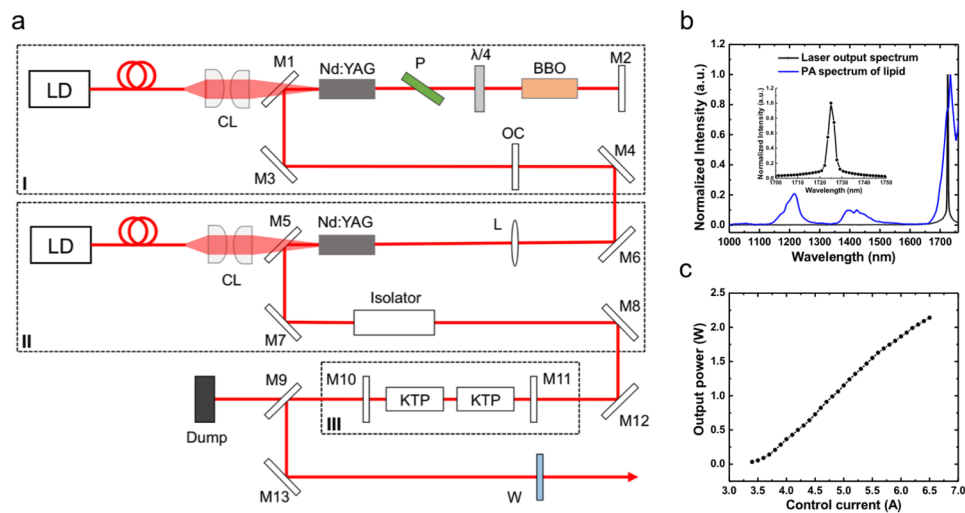 a
M1
Nd:YAG
P
λ/4
BBO
M2
LD
CL
OC
M3
M4
I
M5
Nd:YAG
L
LD
CL
M6
Isolator
M7
M8
II
M9
M10
M11
KTP
KTP
III
M12
Dump
M13
W
b
Laser output spectrum
PA spectrum of lipid
Normalized Intensity (a.u.)
1.2
1.0
0.8
0.6
0.4
0.2
0.0
1000 1100 1200 1300 1400 1500 1600 1700
Wavelength (nm)
Normalized Intensity (a.u.)
1.2
1.0
0.8
0.6
0.4
0.2
0.0
1700 1710 1720 1730 1740 1750
Wavelength (nm)
c
Output power (W)
2.5
2.0
1.5
1.0
0.5
0.0
3.0 3.5 4.0 4.5 5.0 5.5 6.0 6.5 7.0
Control current (A)